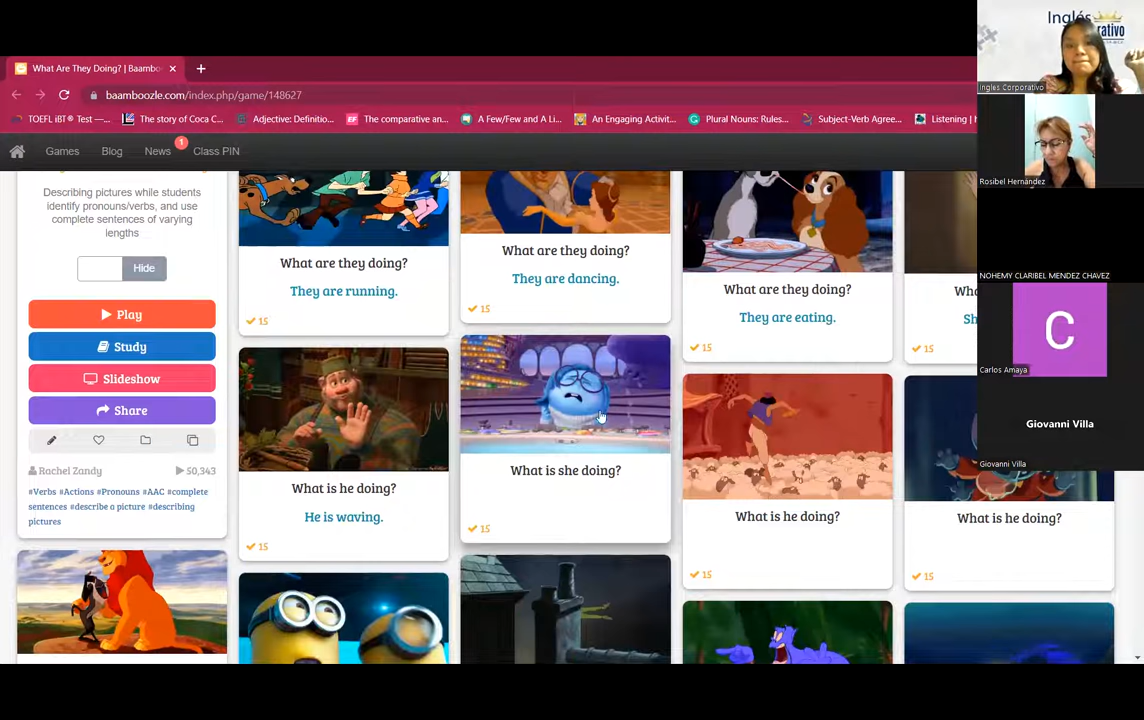 What Are They Doing? | Baambo
baamboozle.com/index.php/game/148627
TOEFL iBT® Test —...
The story of Coca C...
Adjective: Definitio...
The comparative an...
A Few/Few and A Li...
An Engaging Activit...
Plural Nouns: Rules...
Subject-Verb Agree...
Listening |
Games
Blog
News
1
Class PIN
Inglés
rativo
Ingles Corporativo
Rosibel Hernández
NOHEMY CLARIBEL MENDEZ CHAVEZ
C
Carlos Amaya
Giovanni Villa
Giovanni Villa
Describing pictures while students
identify pronouns/verbs, and use
complete sentences of varying
lengths
Hide
Play
Study
Slideshow
Share
Rachel Zandy
50,343
#Verbs #Actions #Pronouns #AAC #complete
sentences #describe a picture #describing
pictures
What are they doing?
They are running.
15
What is he doing?
He is waving.
15
What are they doing?
They are dancing.
15
What is she doing?
15
What are they doing?
They are eating.
15
What is he doing?
15
Wha
Sh
15
What is he doing?
15